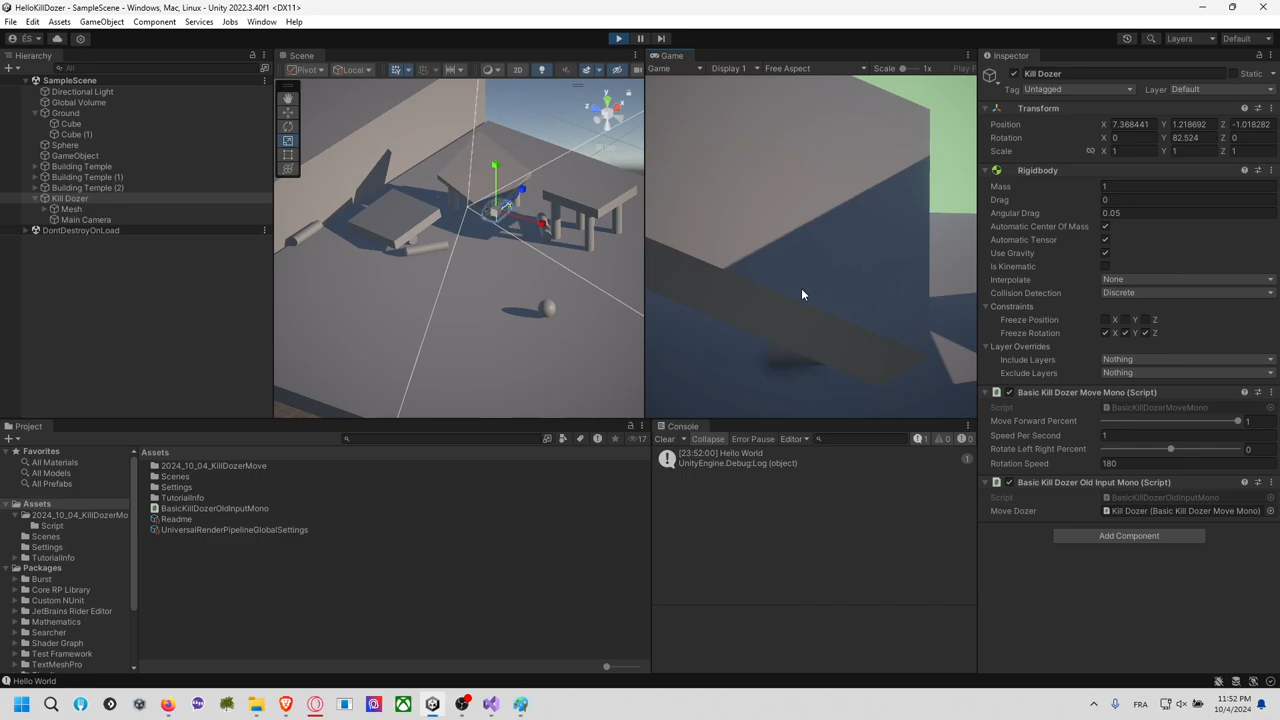 HelloKillDozer - SampleScene - Windows, Mac, Linux - Unity 2022.3.40f1 <DX11>
File Edit Assets GameObject Component Services Jobs Window Help
ÉS
Layers Default
Hierarchy
All
SampleScene
Directional Light
Global Volume
Ground
Cube
Cube (1)
Sphere
GameObject
Building Temple
Building Temple (1)
Building Temple (2)
Kill Dozer
Mesh
Main Camera
DontDestroyOnLoad
Scene
Pivot Local 2D
y
z
x
Game
Game Display 1 Free Aspect Scale 1x Play F
Inspector
Kill Dozer Static
Tag Untagged Layer Default
Transform
Position X 7.368441 Y 1.218692 Z -1.018282
Rotation X 0 Y 82.524 Z 0
Scale X 1 Y 1 Z 1
Rigidbody
Mass 1
Drag 0
Angular Drag 0.05
Automatic Center Of Mass
Automatic Tensor
Use Gravity
Is Kinematic
Interpolate None
Collision Detection Discrete
Constraints
Freeze Position X Y Z
Freeze Rotation X Y Z
Layer Overrides
Include Layers Nothing
Exclude Layers Nothing
Basic Kill Dozer Move Mono (Script)
Script BasicKillDozerMoveMono
Move Forward Percent 1
Speed Per Second 1
Rotate Left Right Percent 0
Rotation Speed 180
Basic Kill Dozer Old Input Mono (Script)
Script BasicKillDozerOldInputMono
Move Dozer Kill Dozer (Basic Kill Dozer Move Mono)
Add Component
Project
17
Favorites
All Materials
All Models
All Prefabs
Assets
2024_10_04_KillDozerMo
Script
Scenes
Settings
TutorialInfo
Packages
Burst
Core RP Library
Custom NUnit
JetBrains Rider Editor
Mathematics
Searcher
Shader Graph
Test Framework
TextMeshPro
Assets
2024_10_04_KillDozerMove
Scenes
Settings
TutorialInfo
BasicKillDozerOldInputMono
Readme
UniversalRenderPipelineGlobalSettings
Console
Clear Collapse Error Pause Editor 1 0 0
[23:52:00] Hello World
UnityEngine.Debug:Log (object)
1
Hello World
11:52 PM
10/4/2024